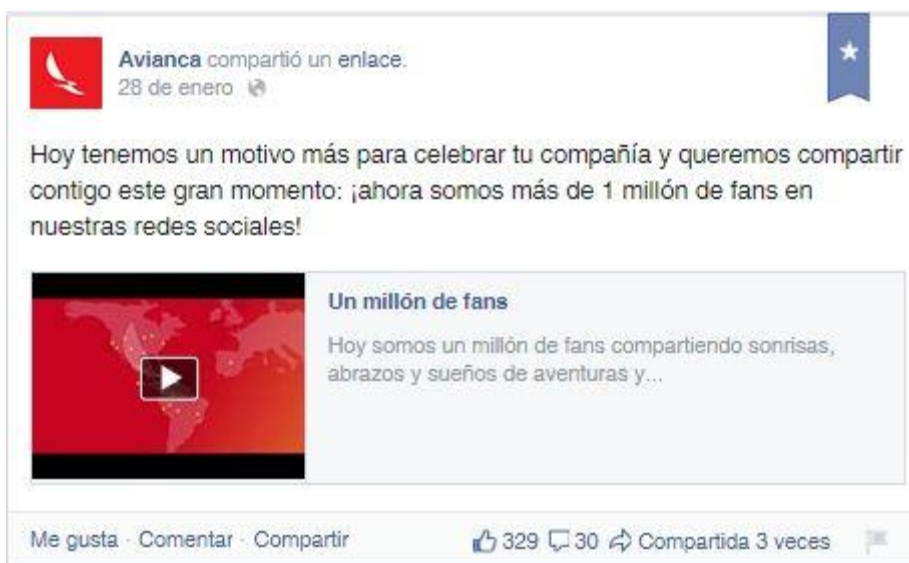 Avianca compartió un enlace.
28 de enero
Hoy tenemos un motivo más para celebrar tu compañía y queremos compartir
contigo este gran momento: ¡ahora somos más de 1 millón de fans en
nuestras redes sociales!
Un millón de fans
Hoy somos un millón de fans compartiendo sonrisas,
abrazos y sueños de aventuras y...
Me gusta · Comentar · Compartir 329 30 Compartida 3 veces